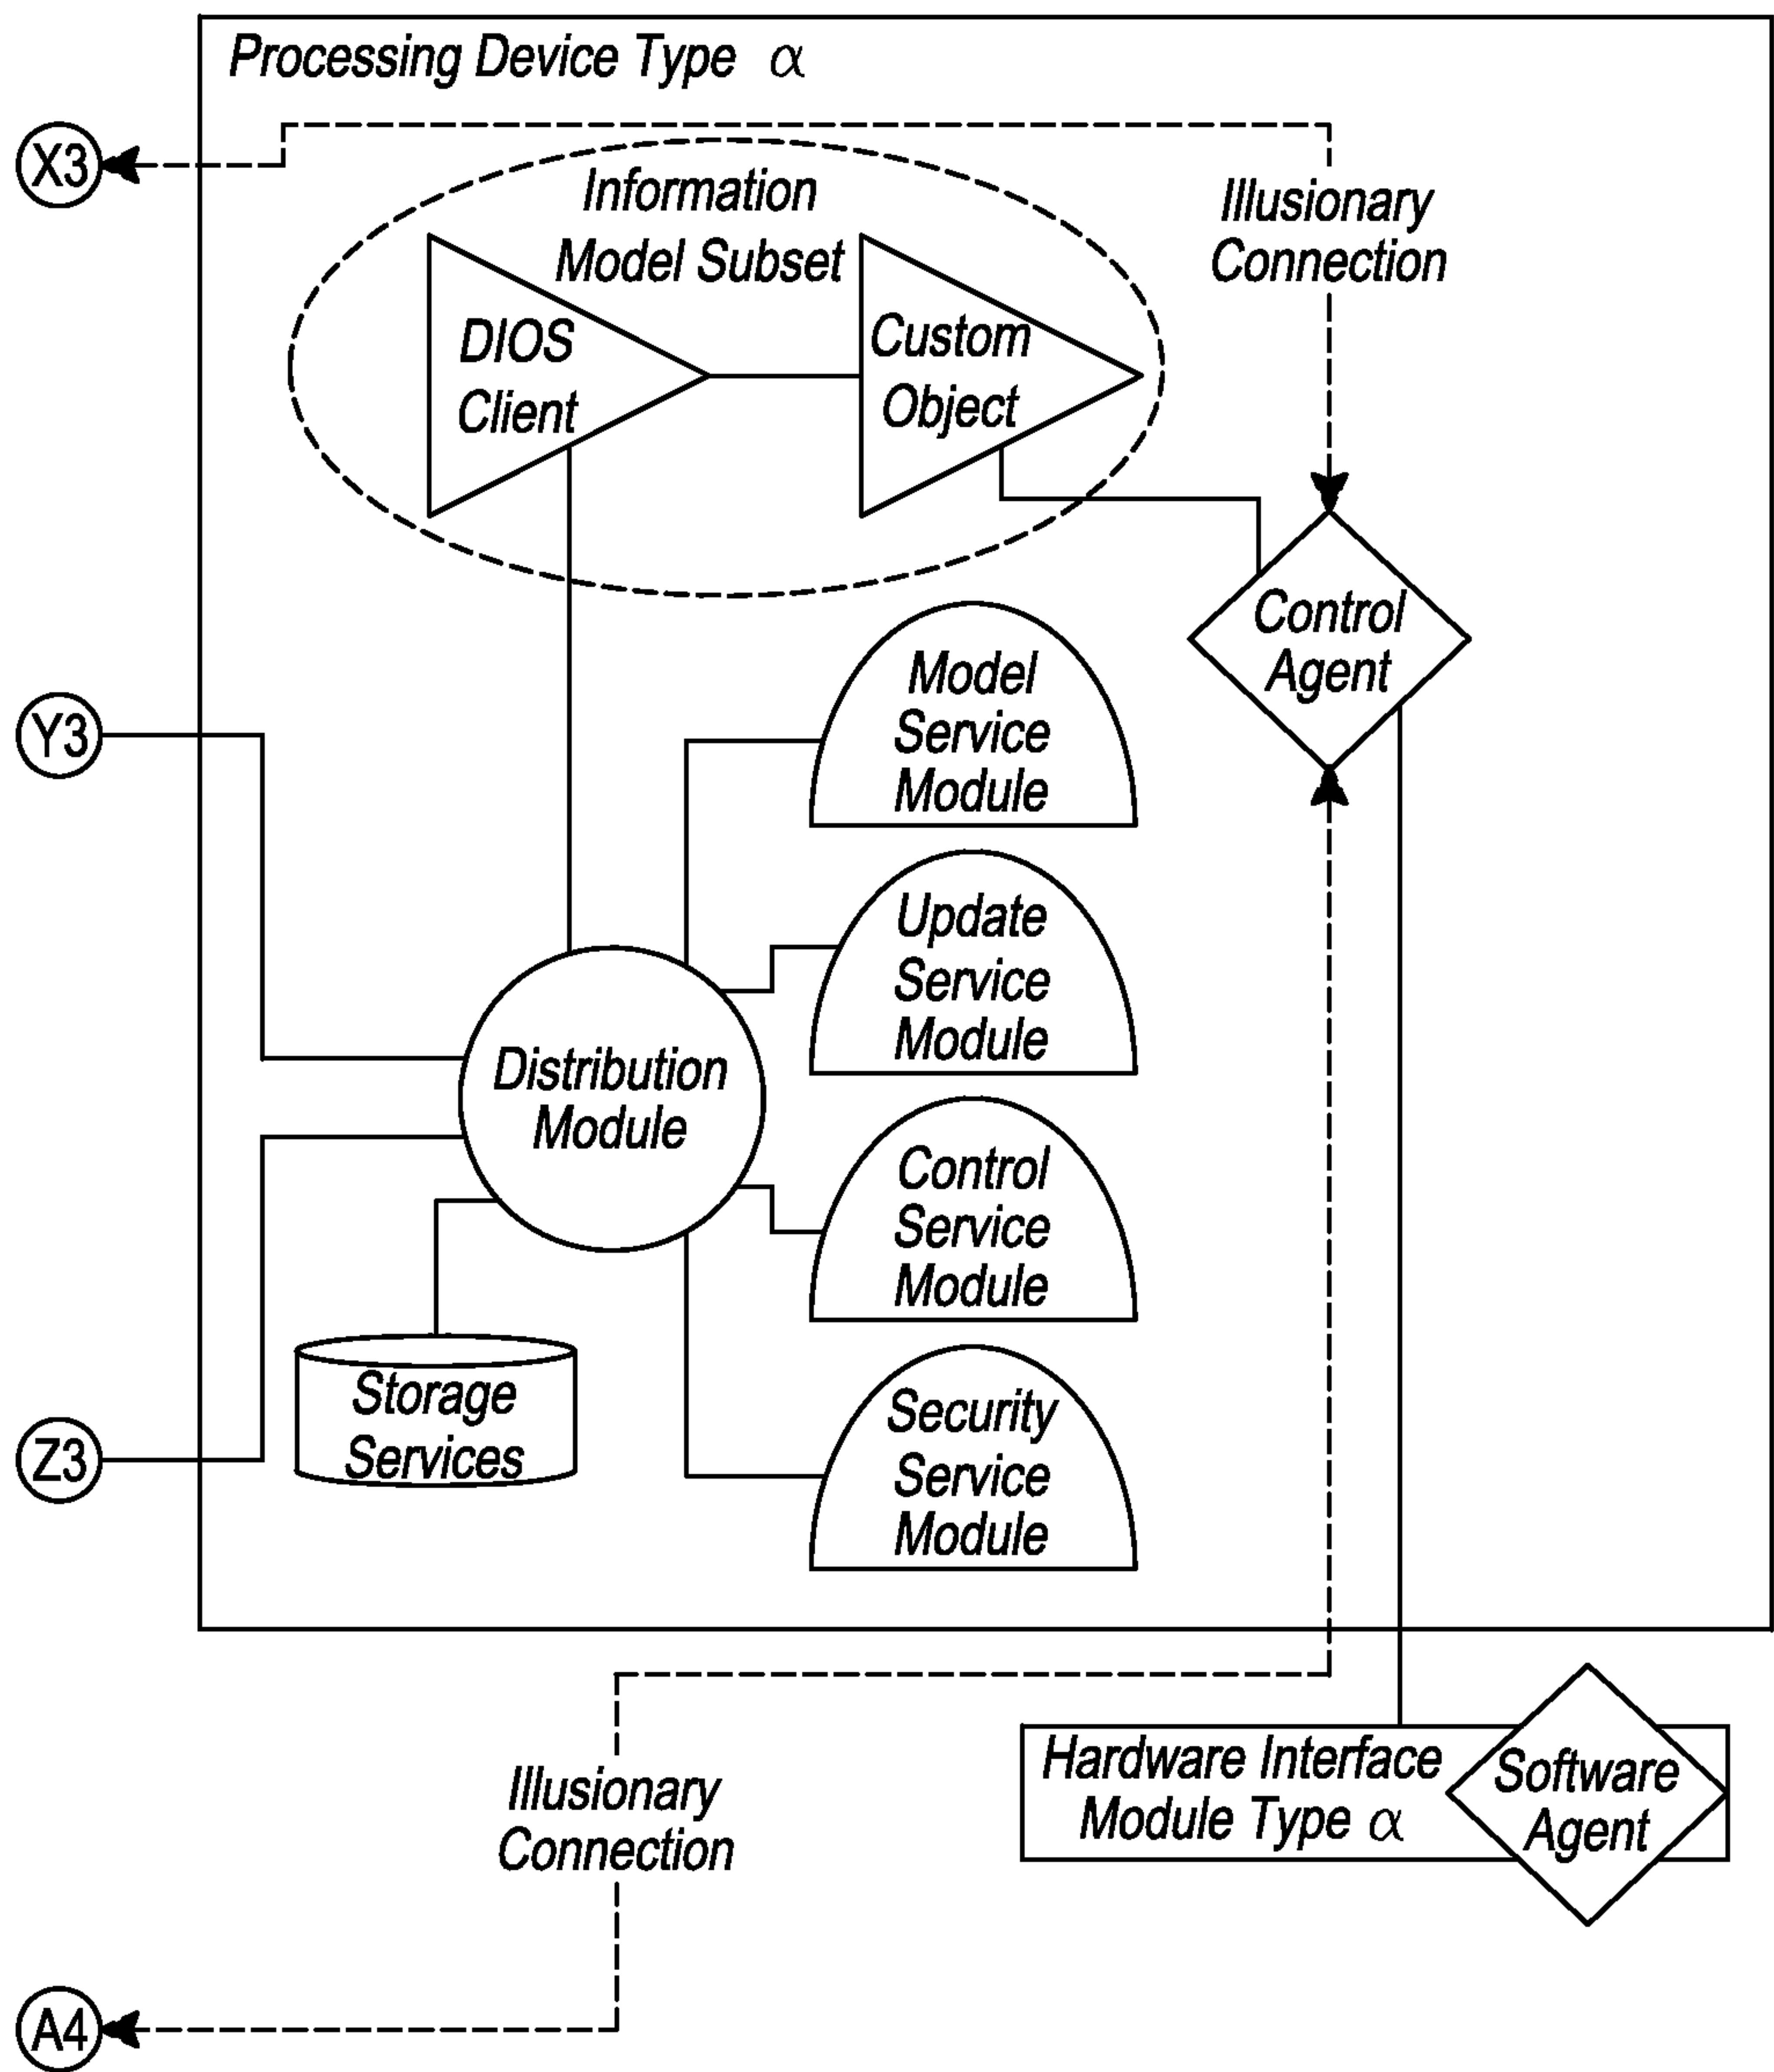 Processing Device Type α
X3
Information
Model Subset
Illusionary
Connection
DIOS
Client
Custom
Object
Control
Agent
Y3
Model
Service
Module
Update
Service
Module
Distribution
Module
Control
Service
Module
Z3
Storage
Services
Security
Service
Module
Illusionary
Connection
Hardware Interface
Module Type α
Software
Agent
A4